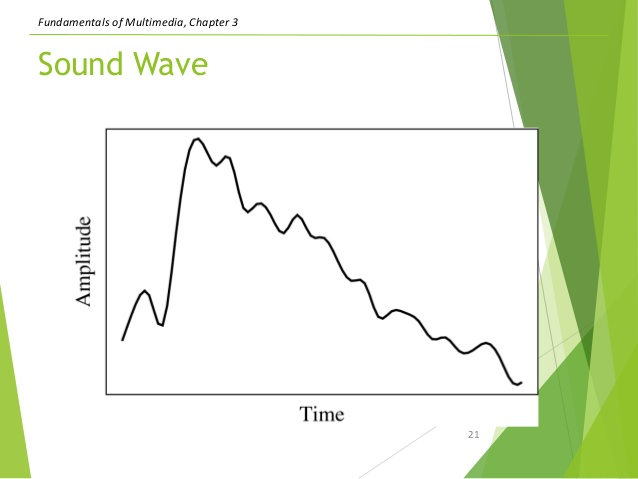 Fundamentals of Multimedia, Chapter 3
Sound Wave
Amplitude
Time
21